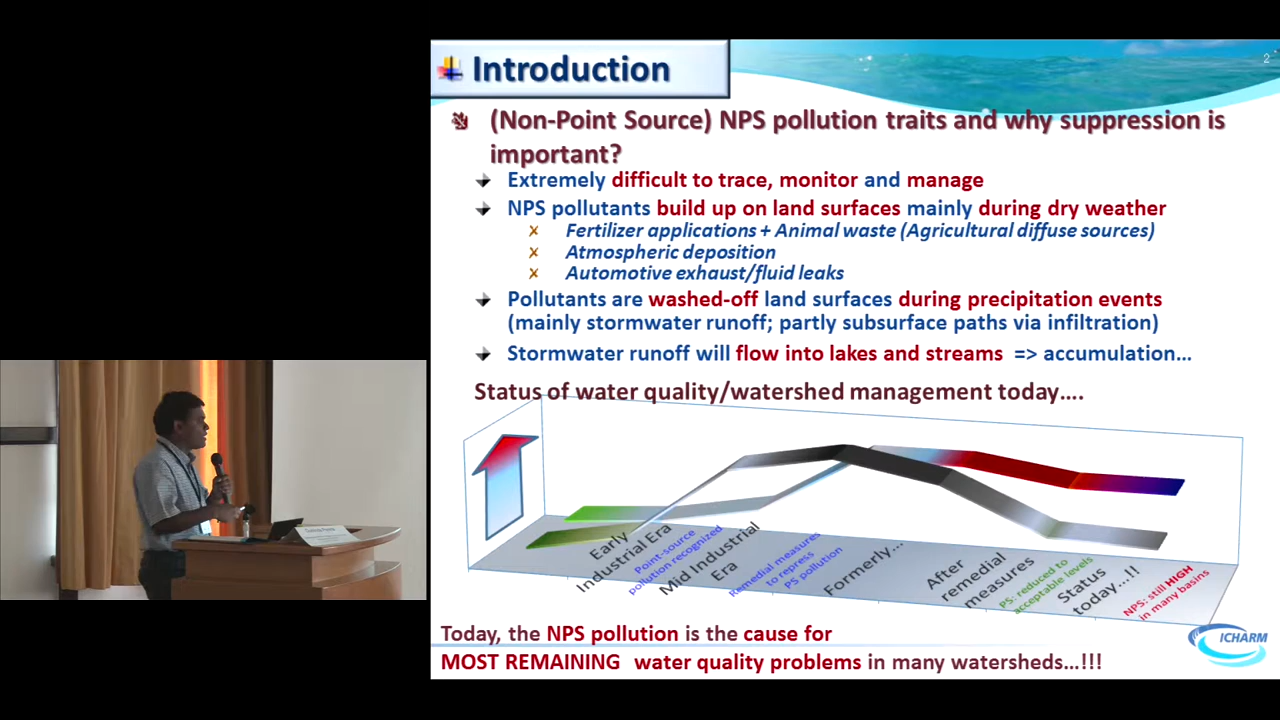 2
Introduction
(Non-Point Source) NPS pollution traits and why suppression is
important?
Extremely difficult to trace, monitor and manage
NPS pollutants build up on land surfaces mainly during dry weather
Fertilizer applications + Animal waste (Agricultural diffuse sources)
Atmospheric deposition
Automotive exhaust/fluid leaks
Pollutants are washed-off land surfaces during precipitation events
(mainly stormwater runoff; partly subsurface paths via infiltration)
Stormwater runoff will flow into lakes and streams => accumulation...
Status of water quality/watershed management today....
Early
Industrial Era
Point-source
pollution recognized
Mid Industrial
Era
Remedial measures
to repress
PS pollution
Formerly...
After
remedial
measures
PS: reduced to
acceptable levels
Status
today...!!
NPS: still HIGH
in many basins
Today, the NPS pollution is the cause for
MOST REMAINING water quality problems in many watersheds...!!!
ICHARM